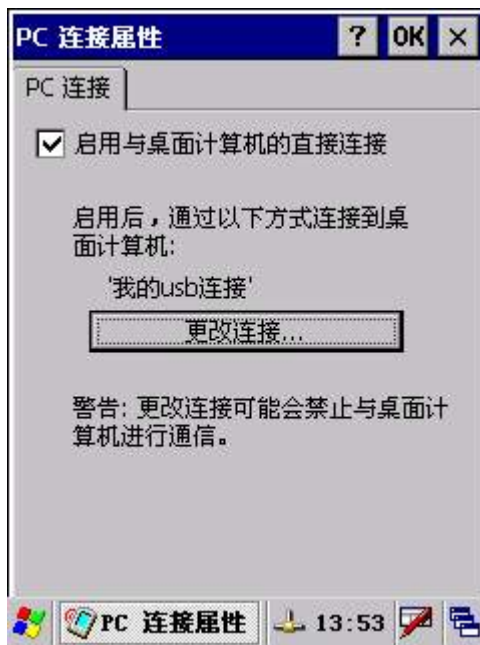 PC 连接属性 ? OK ×
PC 连接
启用与桌面计算机的直接连接
启用后，通过以下方式连接到桌
面计算机:
'我的usb连接'
更改连接...
警告: 更改连接可能会禁止与桌面计
算机进行通信。
PC 连接属性 13:53